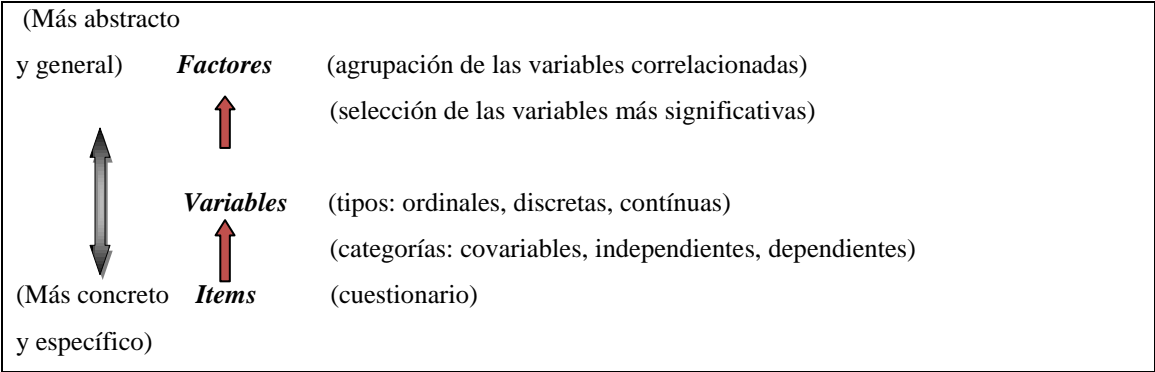 (Más abstracto
y general) Factores (agrupación de las variables correlacionadas)
(selección de las variables más significativas)
Variables (tipos: ordinales, discretas, contínuas)
(categorías: covariables, independientes, dependientes)
(Más concreto Items (cuestionario)
y específico)